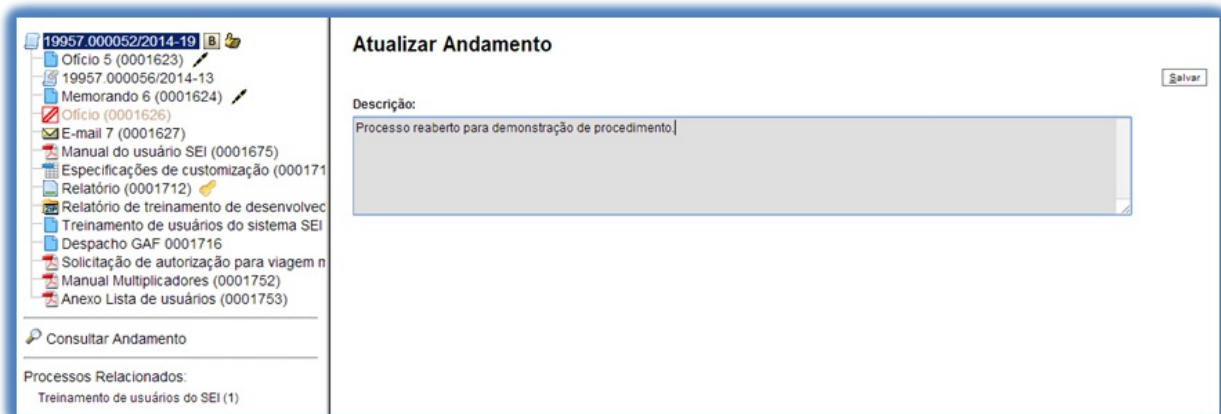 19957.000052/2014-19 B
Ofício 5 (0001623)
19957.000056/2014-13
Memorando 6 (0001624)
Ofício (0001626)
E-mail 7 (0001627)
Manual do usuário SEI (0001675)
Especificações de customização (000171
Relatório (0001712)
Relatório de treinamento de desenvolvec
Treinamento de usuários do sistema SEI
Despacho GAF 0001716
Solicitação de autorização para viagem n
Manual Multiplicadores (0001752)
Anexo Lista de usuários (0001753)
Consultar Andamento
Processos Relacionados:
Treinamento de usuários do SEI (1)
Atualizar Andamento
Salvar
Descrição:
Processo reaberto para demonstração de procedimento.